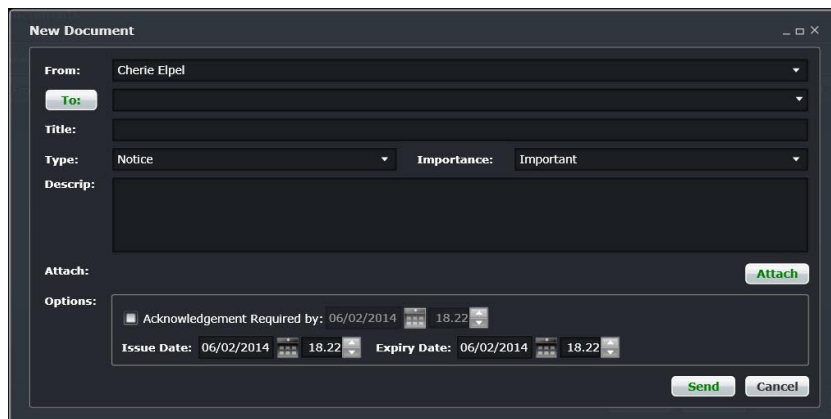 New Document
From: Cherie Elpel
To:
Title:
Type: Notice Importance: Important
Descrip:
Attach: Attach
Options:
Acknowledgement Required by: 06/02/2014 18.22
Issue Date: 06/02/2014 18.22 Expiry Date: 06/02/2014 18.22
Send Cancel